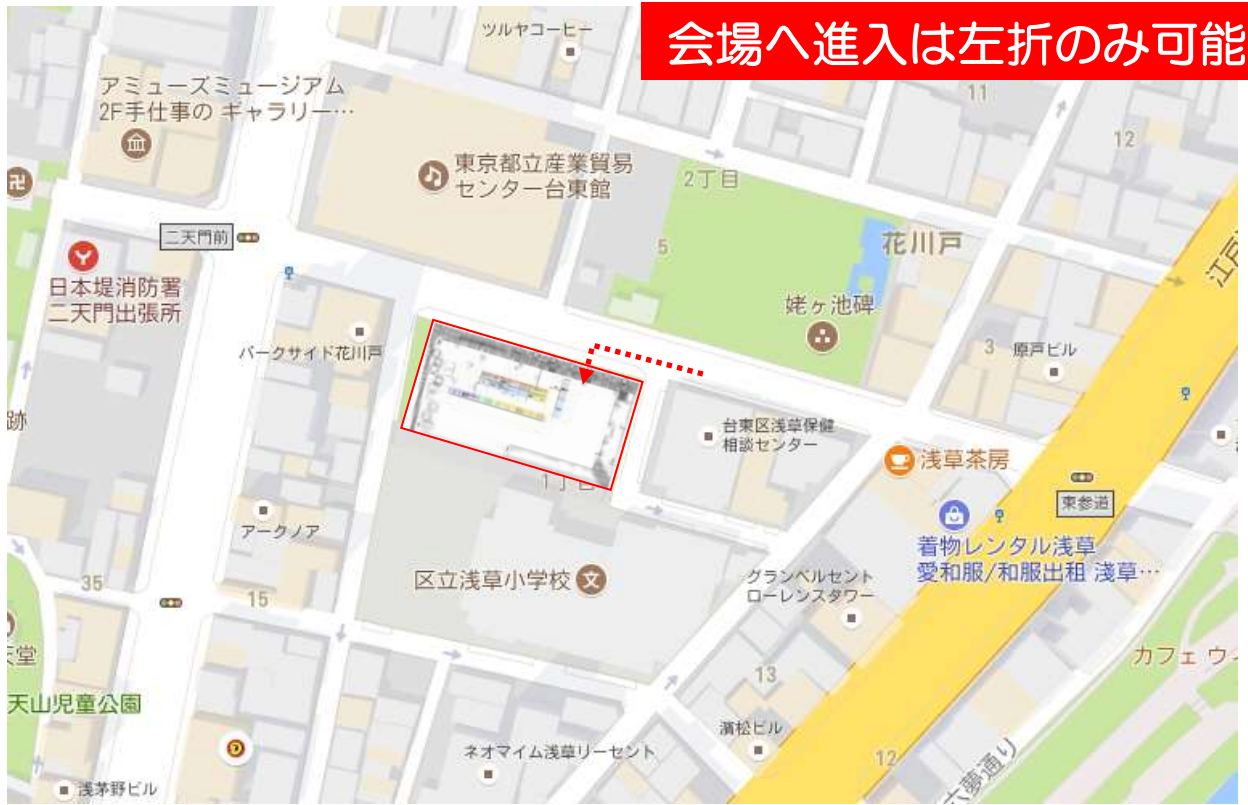 会場へ進入は左折のみ可能
ツルヤコーヒー
アミューズミュージアム
2F手仕事の ギャラリー…
11
12
東京都立産業貿易
センター台東館
2丁目
二天門前
5
花川戸
日本堤消防署
二天門出張所
姥ヶ池碑
パークサイド花川戸
3
原戸ビル
跡
台東区浅草保健
相談センター
浅草茶房
1丁目
東参道
アークノア
着物レンタル浅草
愛和服/和服出租 浅草…
区立浅草小学校
文
グランベルセント
ローレンスタワー
35
15
堂
カフェ ウ
13
天山児童公園
濱松ビル
ネオマイム浅草リーセント
12
六夢通り
浅茅野ビル